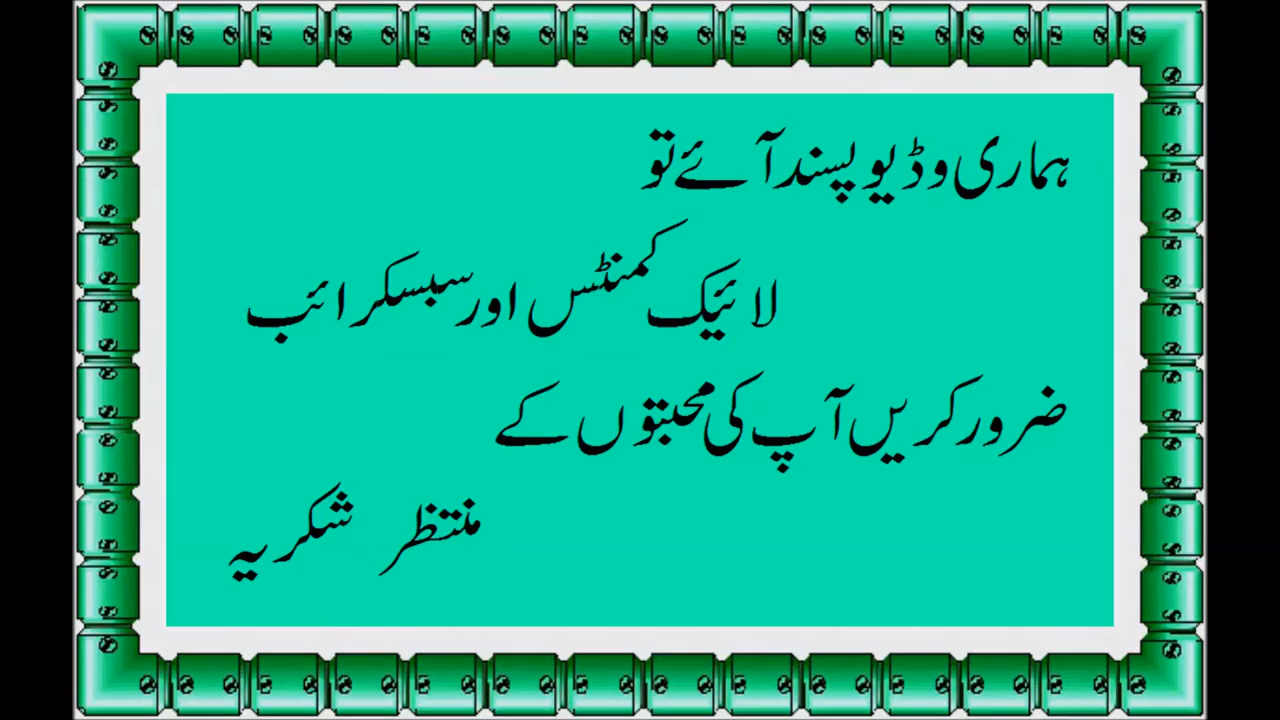 ہماری وڈیو پسند آئے تو
لائیک کمنٹس اور سبسکرائب
ضرور کریں آپ کی محبتوں کے
منتظر شکریہ